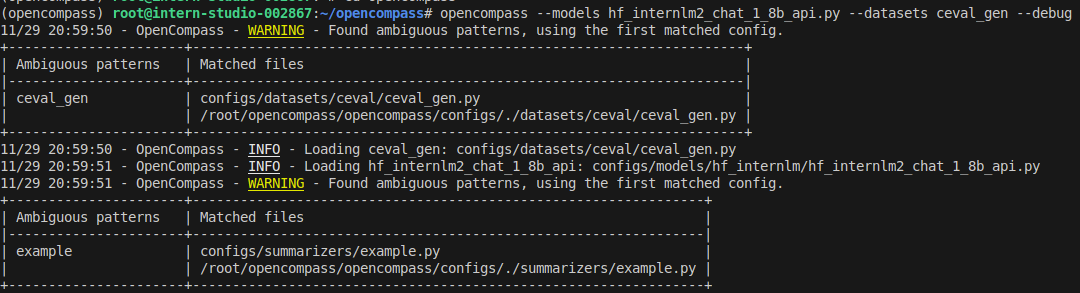 (opencompass) root@intern-studio-002867:~/opencompass# opencompass --models hf_internlm2_chat_1_8b_api.py --datasets ceval_gen --debug
11/29 20:59:50 - OpenCompass - WARNING - Found ambiguous patterns, using the first matched config.
+----------------------+--------------------------------------------------------------------+
| Ambiguous patterns   | Matched files                                                      |
|----------------------+--------------------------------------------------------------------|
| ceval_gen            | configs/datasets/ceval/ceval_gen.py                                |
|                      | /root/opencompass/opencompass/configs/./datasets/ceval/ceval_gen.py |
+----------------------+--------------------------------------------------------------------+
11/29 20:59:50 - OpenCompass - INFO - Loading ceval_gen: configs/datasets/ceval/ceval_gen.py
11/29 20:59:51 - OpenCompass - INFO - Loading hf_internlm2_chat_1_8b_api: configs/models/hf_internlm/hf_internlm2_chat_1_8b_api.py
11/29 20:59:51 - OpenCompass - WARNING - Found ambiguous patterns, using the first matched config.
+----------------------+---------------------------------------------------------------+
| Ambiguous patterns   | Matched files                                                 |
|----------------------+---------------------------------------------------------------|
| example              | configs/summarizers/example.py                                |
|                      | /root/opencompass/opencompass/configs/./summarizers/example.py |
+----------------------+---------------------------------------------------------------+